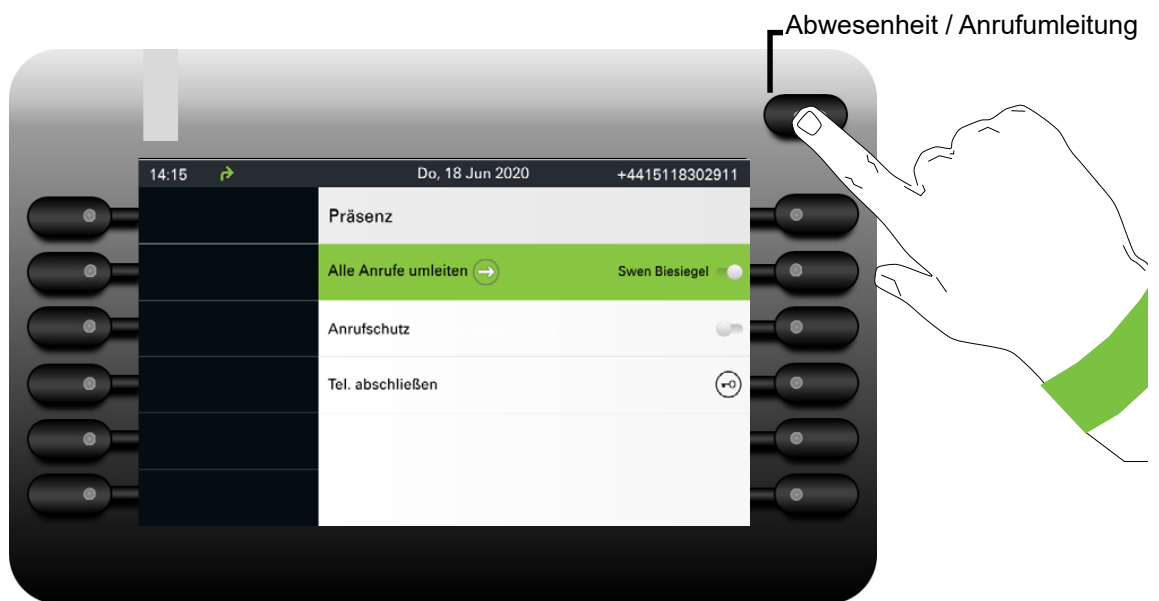 Abwesenheit / Anrufumleitung
14:15 Do, 18 Jun 2020 +4415118302911
Präsenz
Alle Anrufe umleiten Swen Biesiegel
Anrufschutz
Tel. abschließen